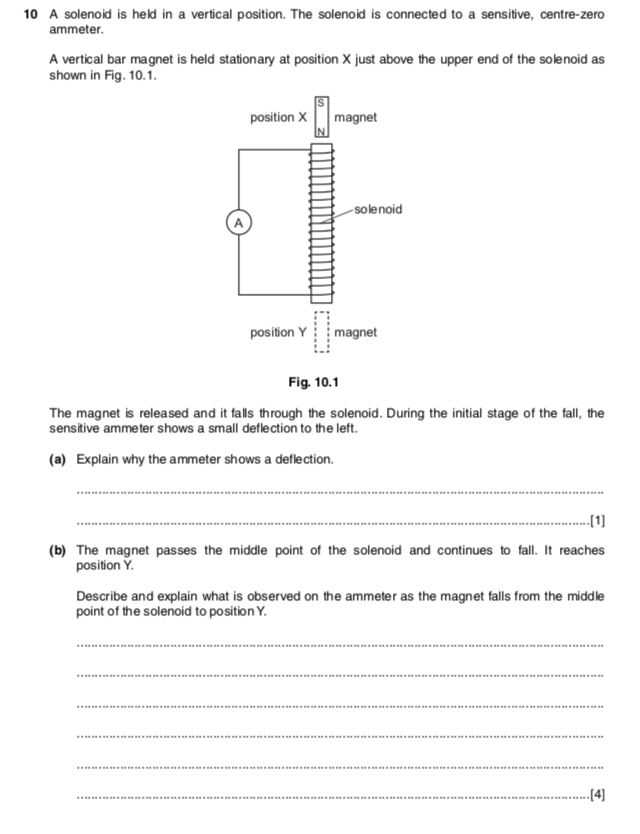 10 A solenoid is held in a vertical position. The solenoid is connected to a sensitive, centre-zero
ammeter.
A vertical bar magnet is held stationary at position X just above the upper end of the solenoid as
shown in Fig. 10.1.
position X
S
N
magnet
solenoid
A
position Y
magnet
Fig. 10.1
The magnet is released and it falls through the solenoid. During the initial stage of the fall, the
sensitive ammeter shows a small deflection to the left.
(a) Explain why the ammeter shows a deflection.
[1]
(b) The magnet passes the middle point of the solenoid and continues to fall. It reaches
position Y.
Describe and explain what is observed on the ammeter as the magnet falls from the middle
point of the solenoid to position Y.
[4]